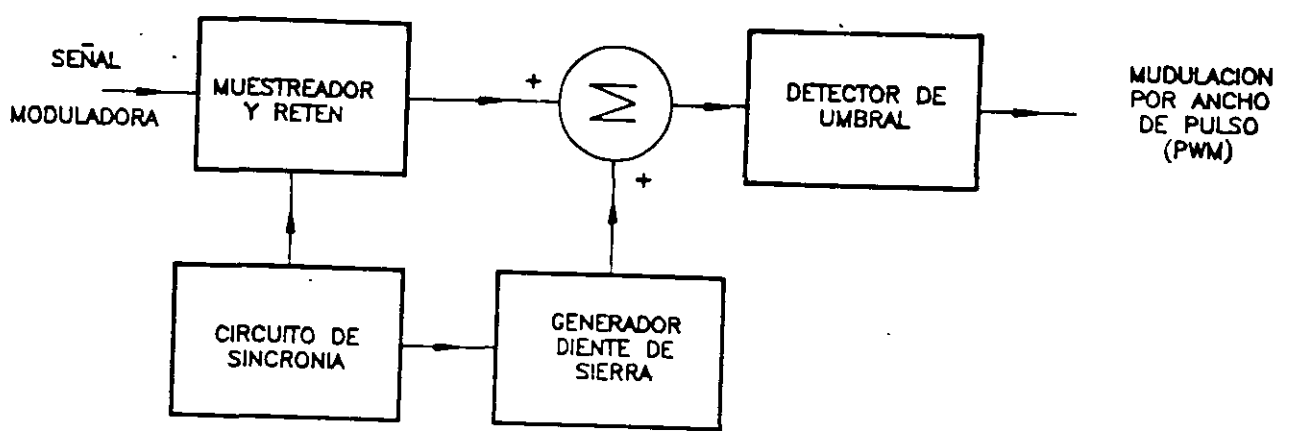 SEÑAL
MODULADORA
MUESTREADOR
Y RETEN
+
Σ
+
DETECTOR DE
UMBRAL
MUDULACION
POR ANCHO
DE PULSO
(PWM)
CIRCUITO DE
SINCRONIA
GENERADOR
DIENTE DE
SIERRA